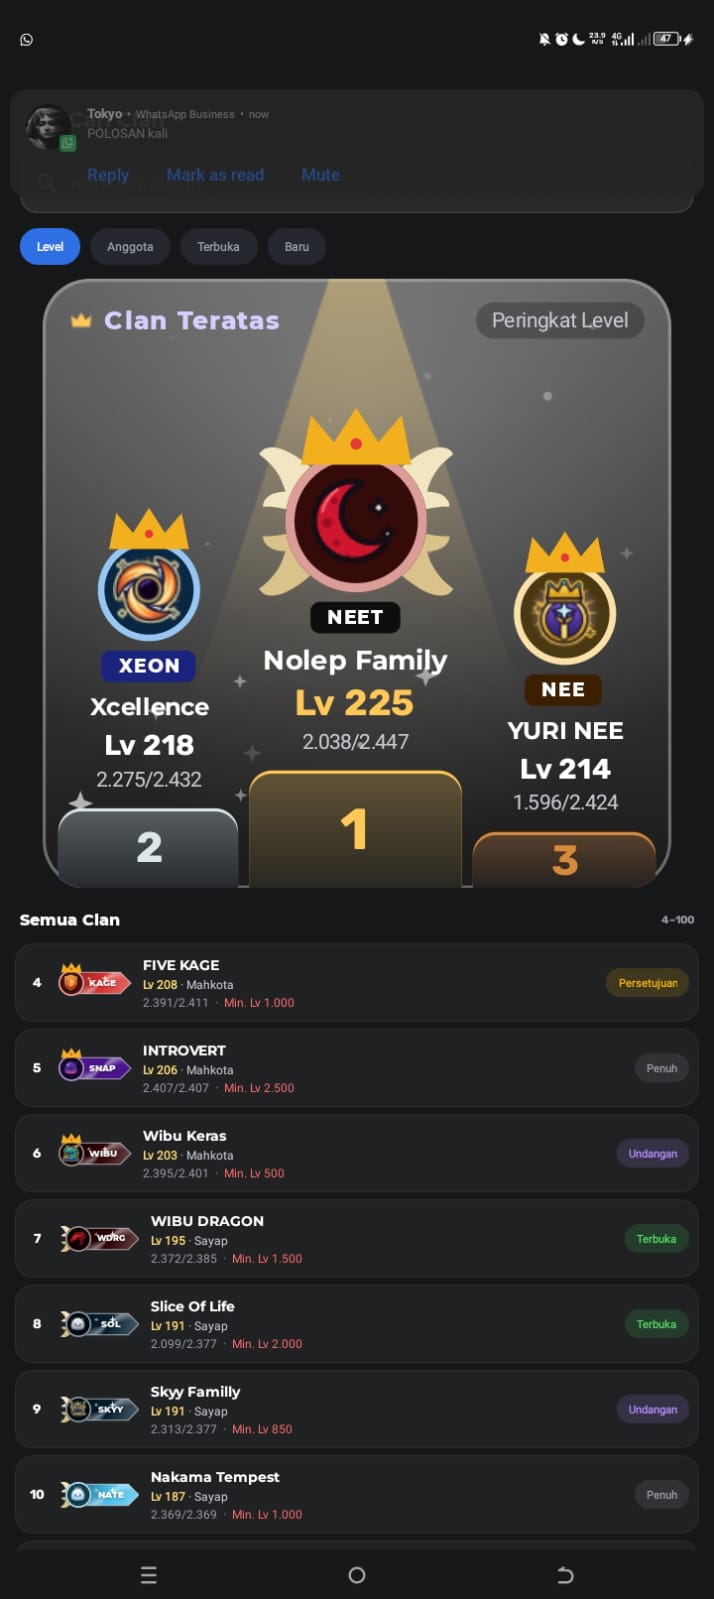 23,9 K/S 4G 47
Tokyo • WhatsApp Business • now
POLOSAN kali
Reply Mark as read Mute
Level Anggota Terbuka Baru
Clan Teratas Peringkat Level
NEET
Nolep Family
Lv 225
2.038/2.447
XEON
Xcellence
Lv 218
2.275/2.432
NEE
YURI NEE
Lv 214
1.596/2.424
2 1 3
Semua Clan 4-100
4 KAGE FIVE KAGE
Lv 208 · Mahkota
2.391/2.411 · Min. Lv 1.000
Persetujuan
5 SNAP INTROVERT
Lv 206 · Mahkota
2.407/2.407 · Min. Lv 2.500
Penuh
6 WIBU Wibu Keras
Lv 203 · Mahkota
2.395/2.401 · Min. Lv 500
Undangan
7 WDRG WIBU DRAGON
Lv 195 · Sayap
2.372/2.385 · Min. Lv 1.500
Terbuka
8 SOL Slice Of Life
Lv 191 · Sayap
2.099/2.377 · Min. Lv 2.000
Terbuka
9 SKYY Skyy Familly
Lv 191 · Sayap
2.313/2.377 · Min. Lv 850
Undangan
10 NATE Nakama Tempest
Lv 187 · Sayap
2.369/2.369 · Min. Lv 1.000
Penuh